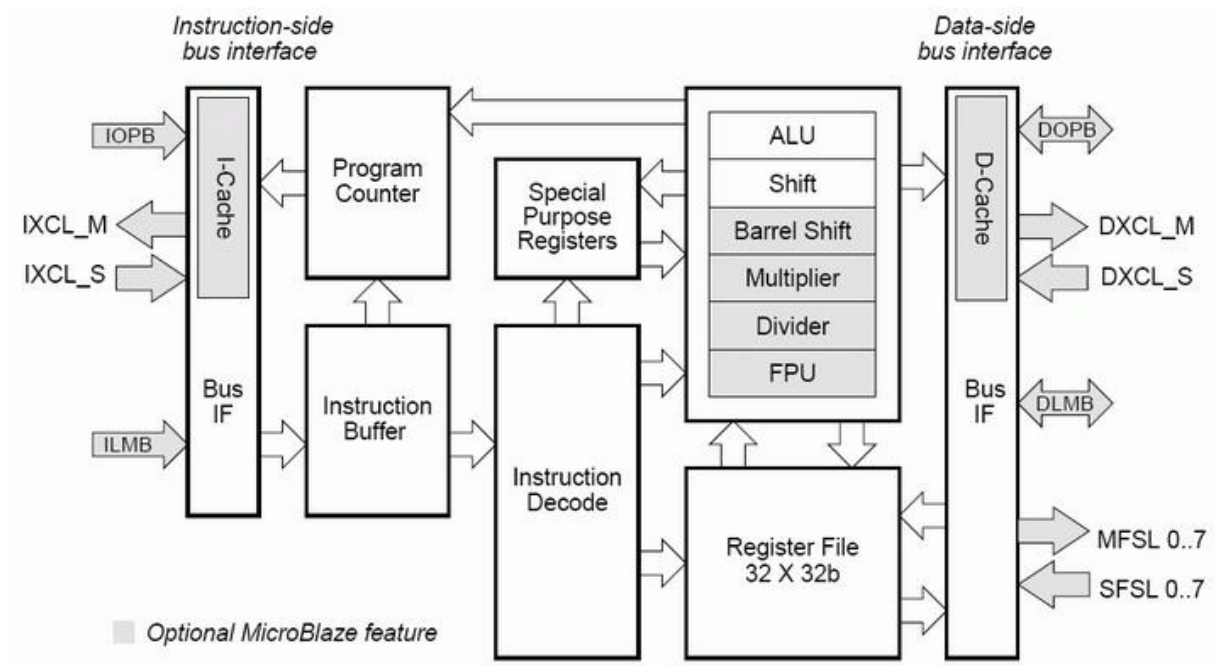 Instruction-side
bus interface
Data-side
bus interface
IOPB
I-Cache
Program
Counter
Special
Purpose
Registers
ALU
Shift
Barrel Shift
Multiplier
Divider
FPU
D-Cache
DOPB
IXCL_M
IXCL_S
DXCL_M
DXCL_S
Bus
IF
ILMB
Instruction
Buffer
Instruction
Decode
Register File
32 X 32b
Bus
IF
DLMB
MFSL 0..7
SFSL 0..7
Optional MicroBlaze feature